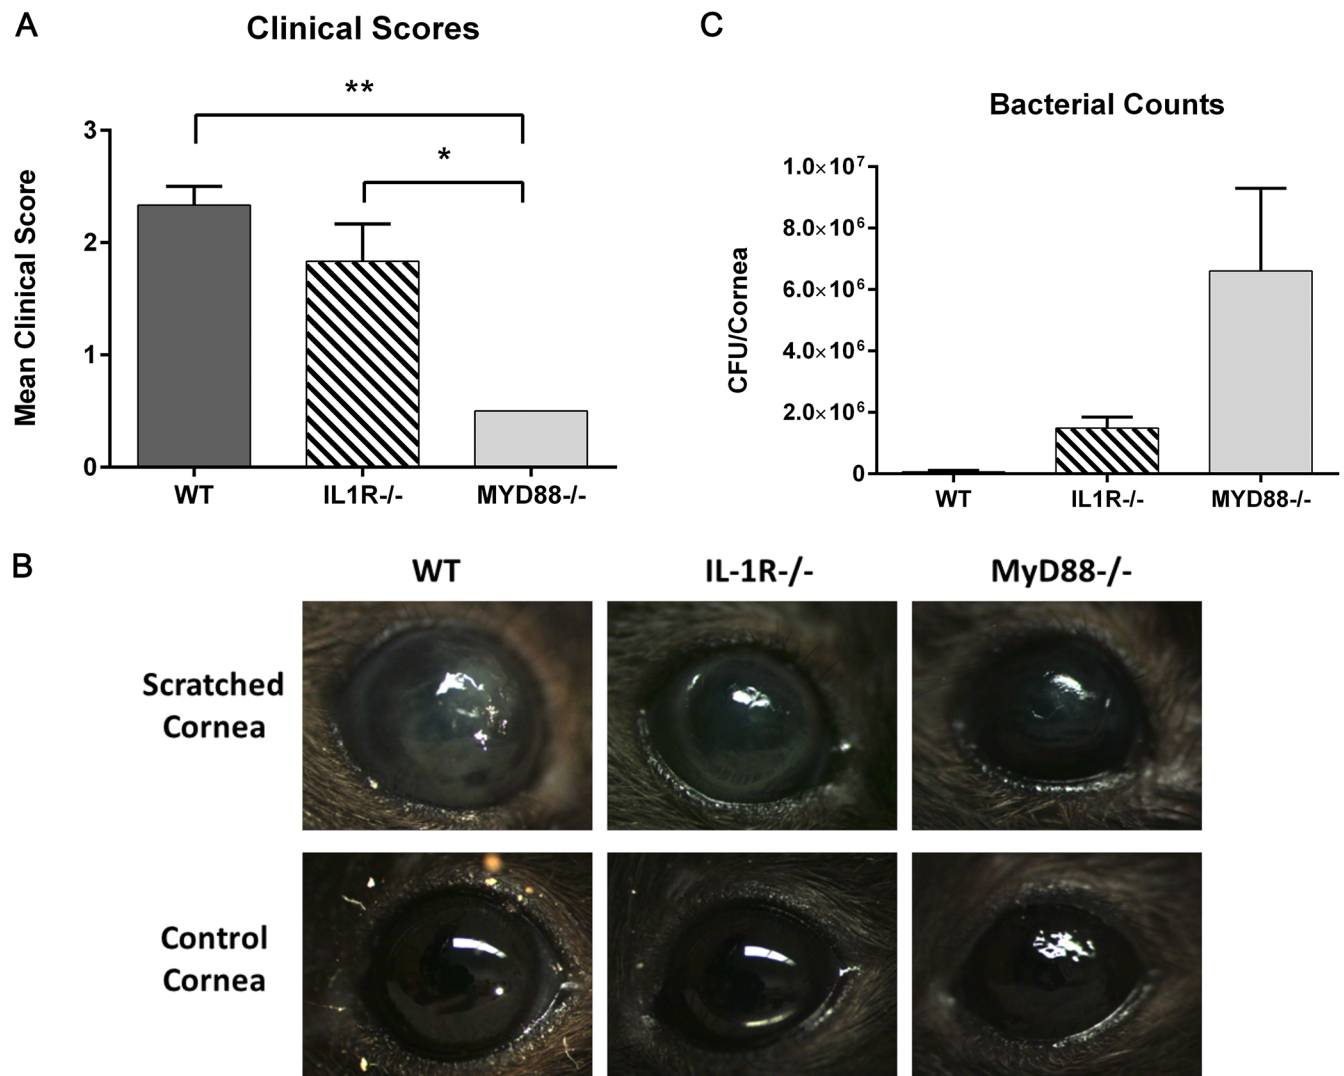 A
Clinical Scores
**
*
Mean Clinical Score
3
2
1
0
WT
IL1R-/-
MYD88-/-
C
Bacterial Counts
CFU/Cornea
1.0×10⁷
8.0×10⁶
6.0×10⁶
4.0×10⁶
2.0×10⁶
0
WT
IL1R-/-
MYD88-/-
B
WT
IL-1R-/-
MyD88-/-
Scratched
Cornea
Control
Cornea